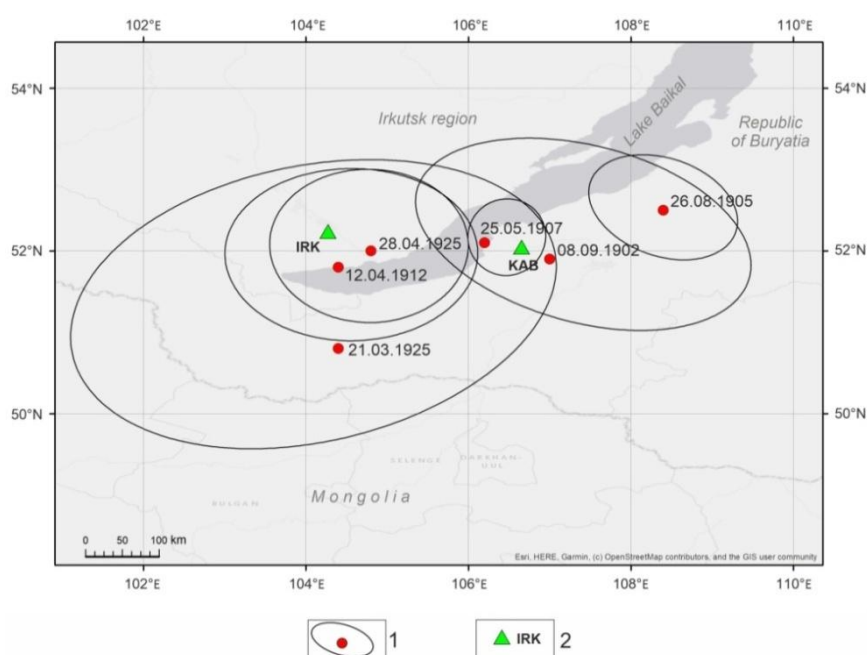 102°E 104°E 106°E 108°E 110°E
54°N 54°N
Lake Baikal
Irkutsk region
Republic
of Buryatia
26.08.1905
25.05.1907
IRK
28.04.1925
08.09.1902
52°N 52°N
KAB
12.04.1912
21.03.1925
50°N 50°N
SELENGE
DARKHAN-
UUL
Mongolia
BULGAN
0 50 100 km
Esri, HERE, Garmin, (c) OpenStreetMap contributors, and the GIS user community
102°E 104°E 106°E 108°E 110°E
1
IRK 2